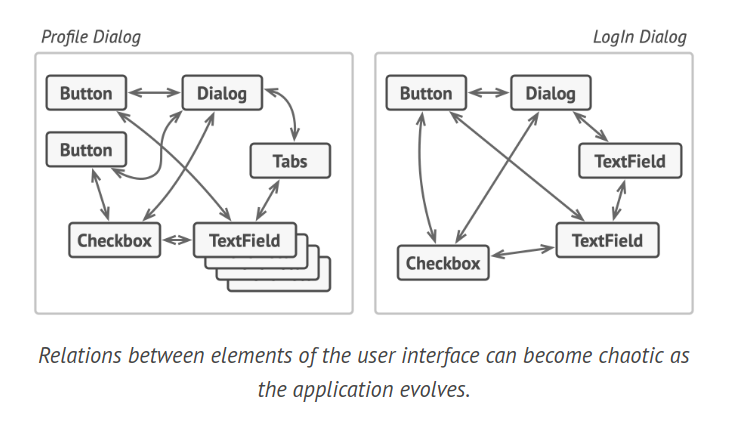 Profile Dialog
Button
Dialog
Button
Tabs
Checkbox
TextField
LogIn Dialog
Button
Dialog
TextField
TextField
Checkbox
Relations between elements of the user interface can become chaotic as
the application evolves.